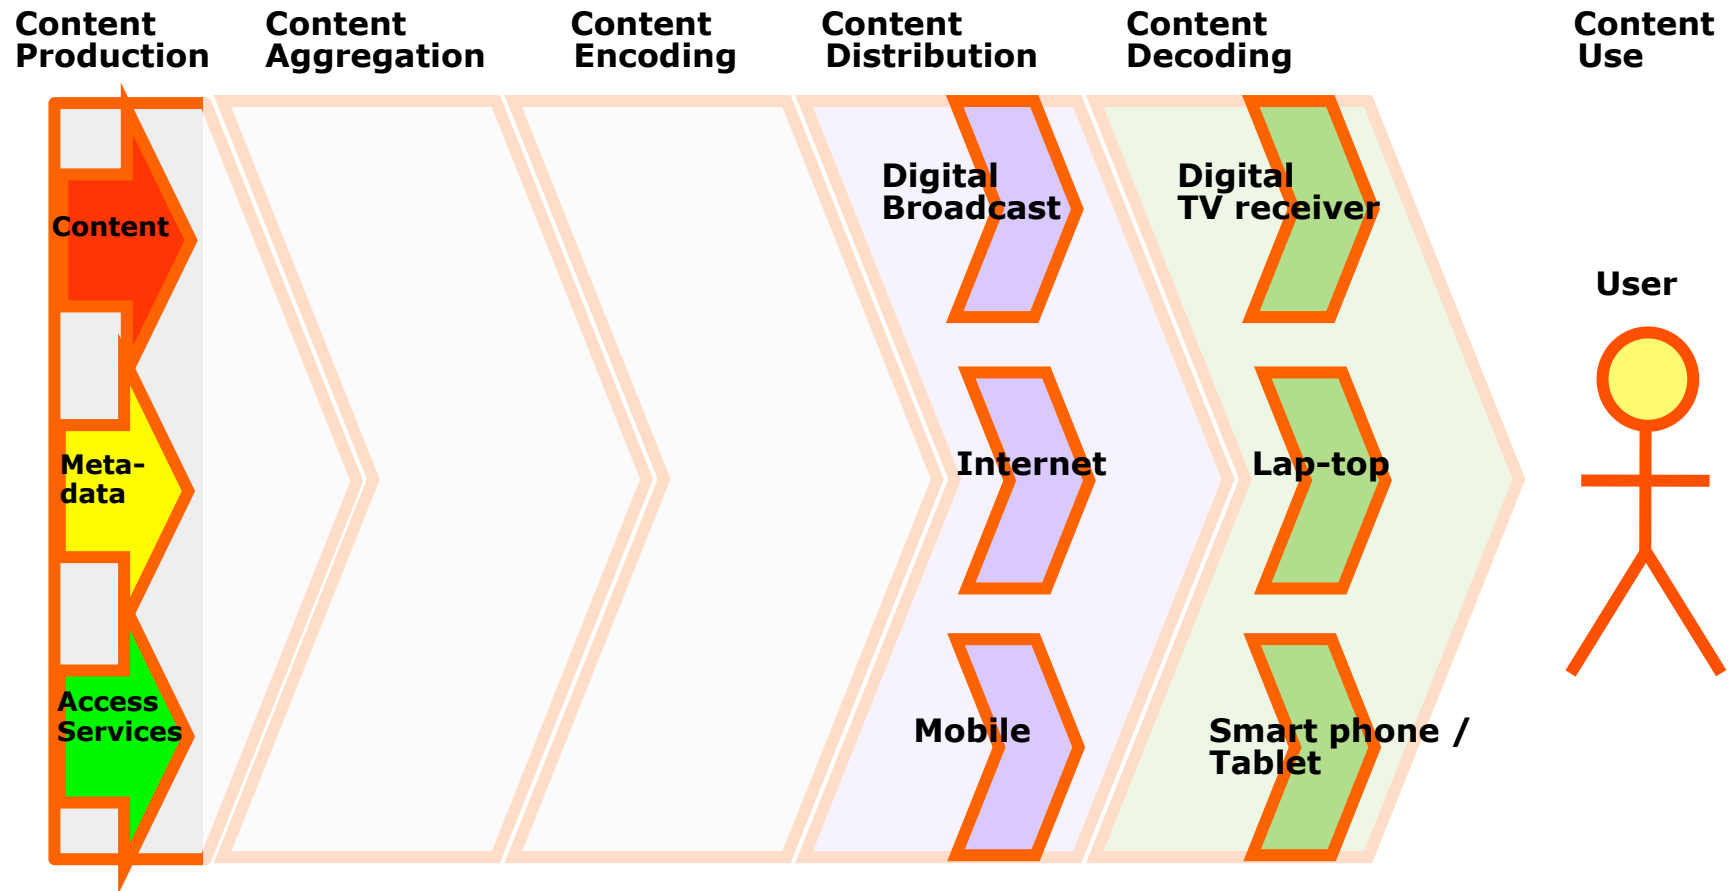 Content
Production
Content
Aggregation
Content
Encoding
Content
Distribution
Content
Decoding
Content
Use
Content
Meta-
data
Access
Services
Digital
Broadcast
Internet
Mobile
Digital
TV receiver
Lap-top
Smart phone /
Tablet
User